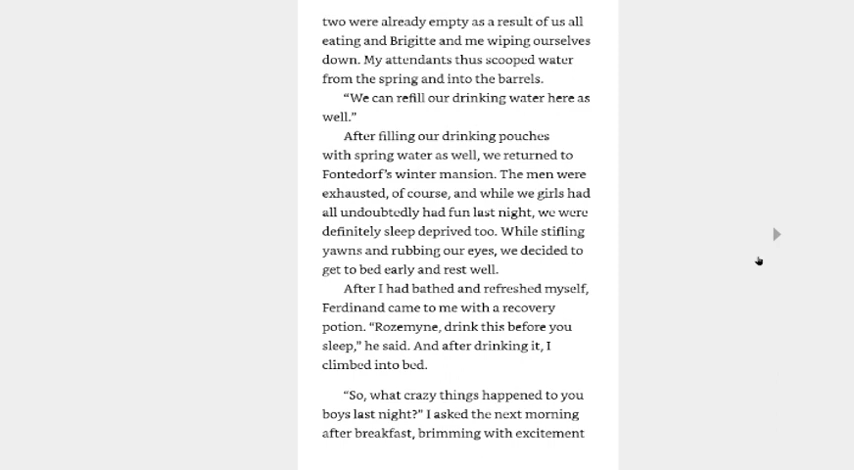 two were already empty as a result of us all
eating and Brigitte and me wiping ourselves
down. My attendants thus scooped water
from the spring and into the barrels.
“We can refill our drinking water here as
well.”
After filling our drinking pouches
with spring water as well, we returned to
Fontedorf’s winter mansion. The men were
exhausted, of course, and while we girls had
all undoubtedly had fun last night, we were
definitely sleep deprived too. While stifling
yawns and rubbing our eyes, we decided to
get to bed early and rest well.
After I had bathed and refreshed myself,
Ferdinand came to me with a recovery
potion. “Rozemyne, drink this before you
sleep,” he said. And after drinking it, I
climbed into bed.
“So, what crazy things happened to you
boys last night?” I asked the next morning
after breakfast, brimming with excitement